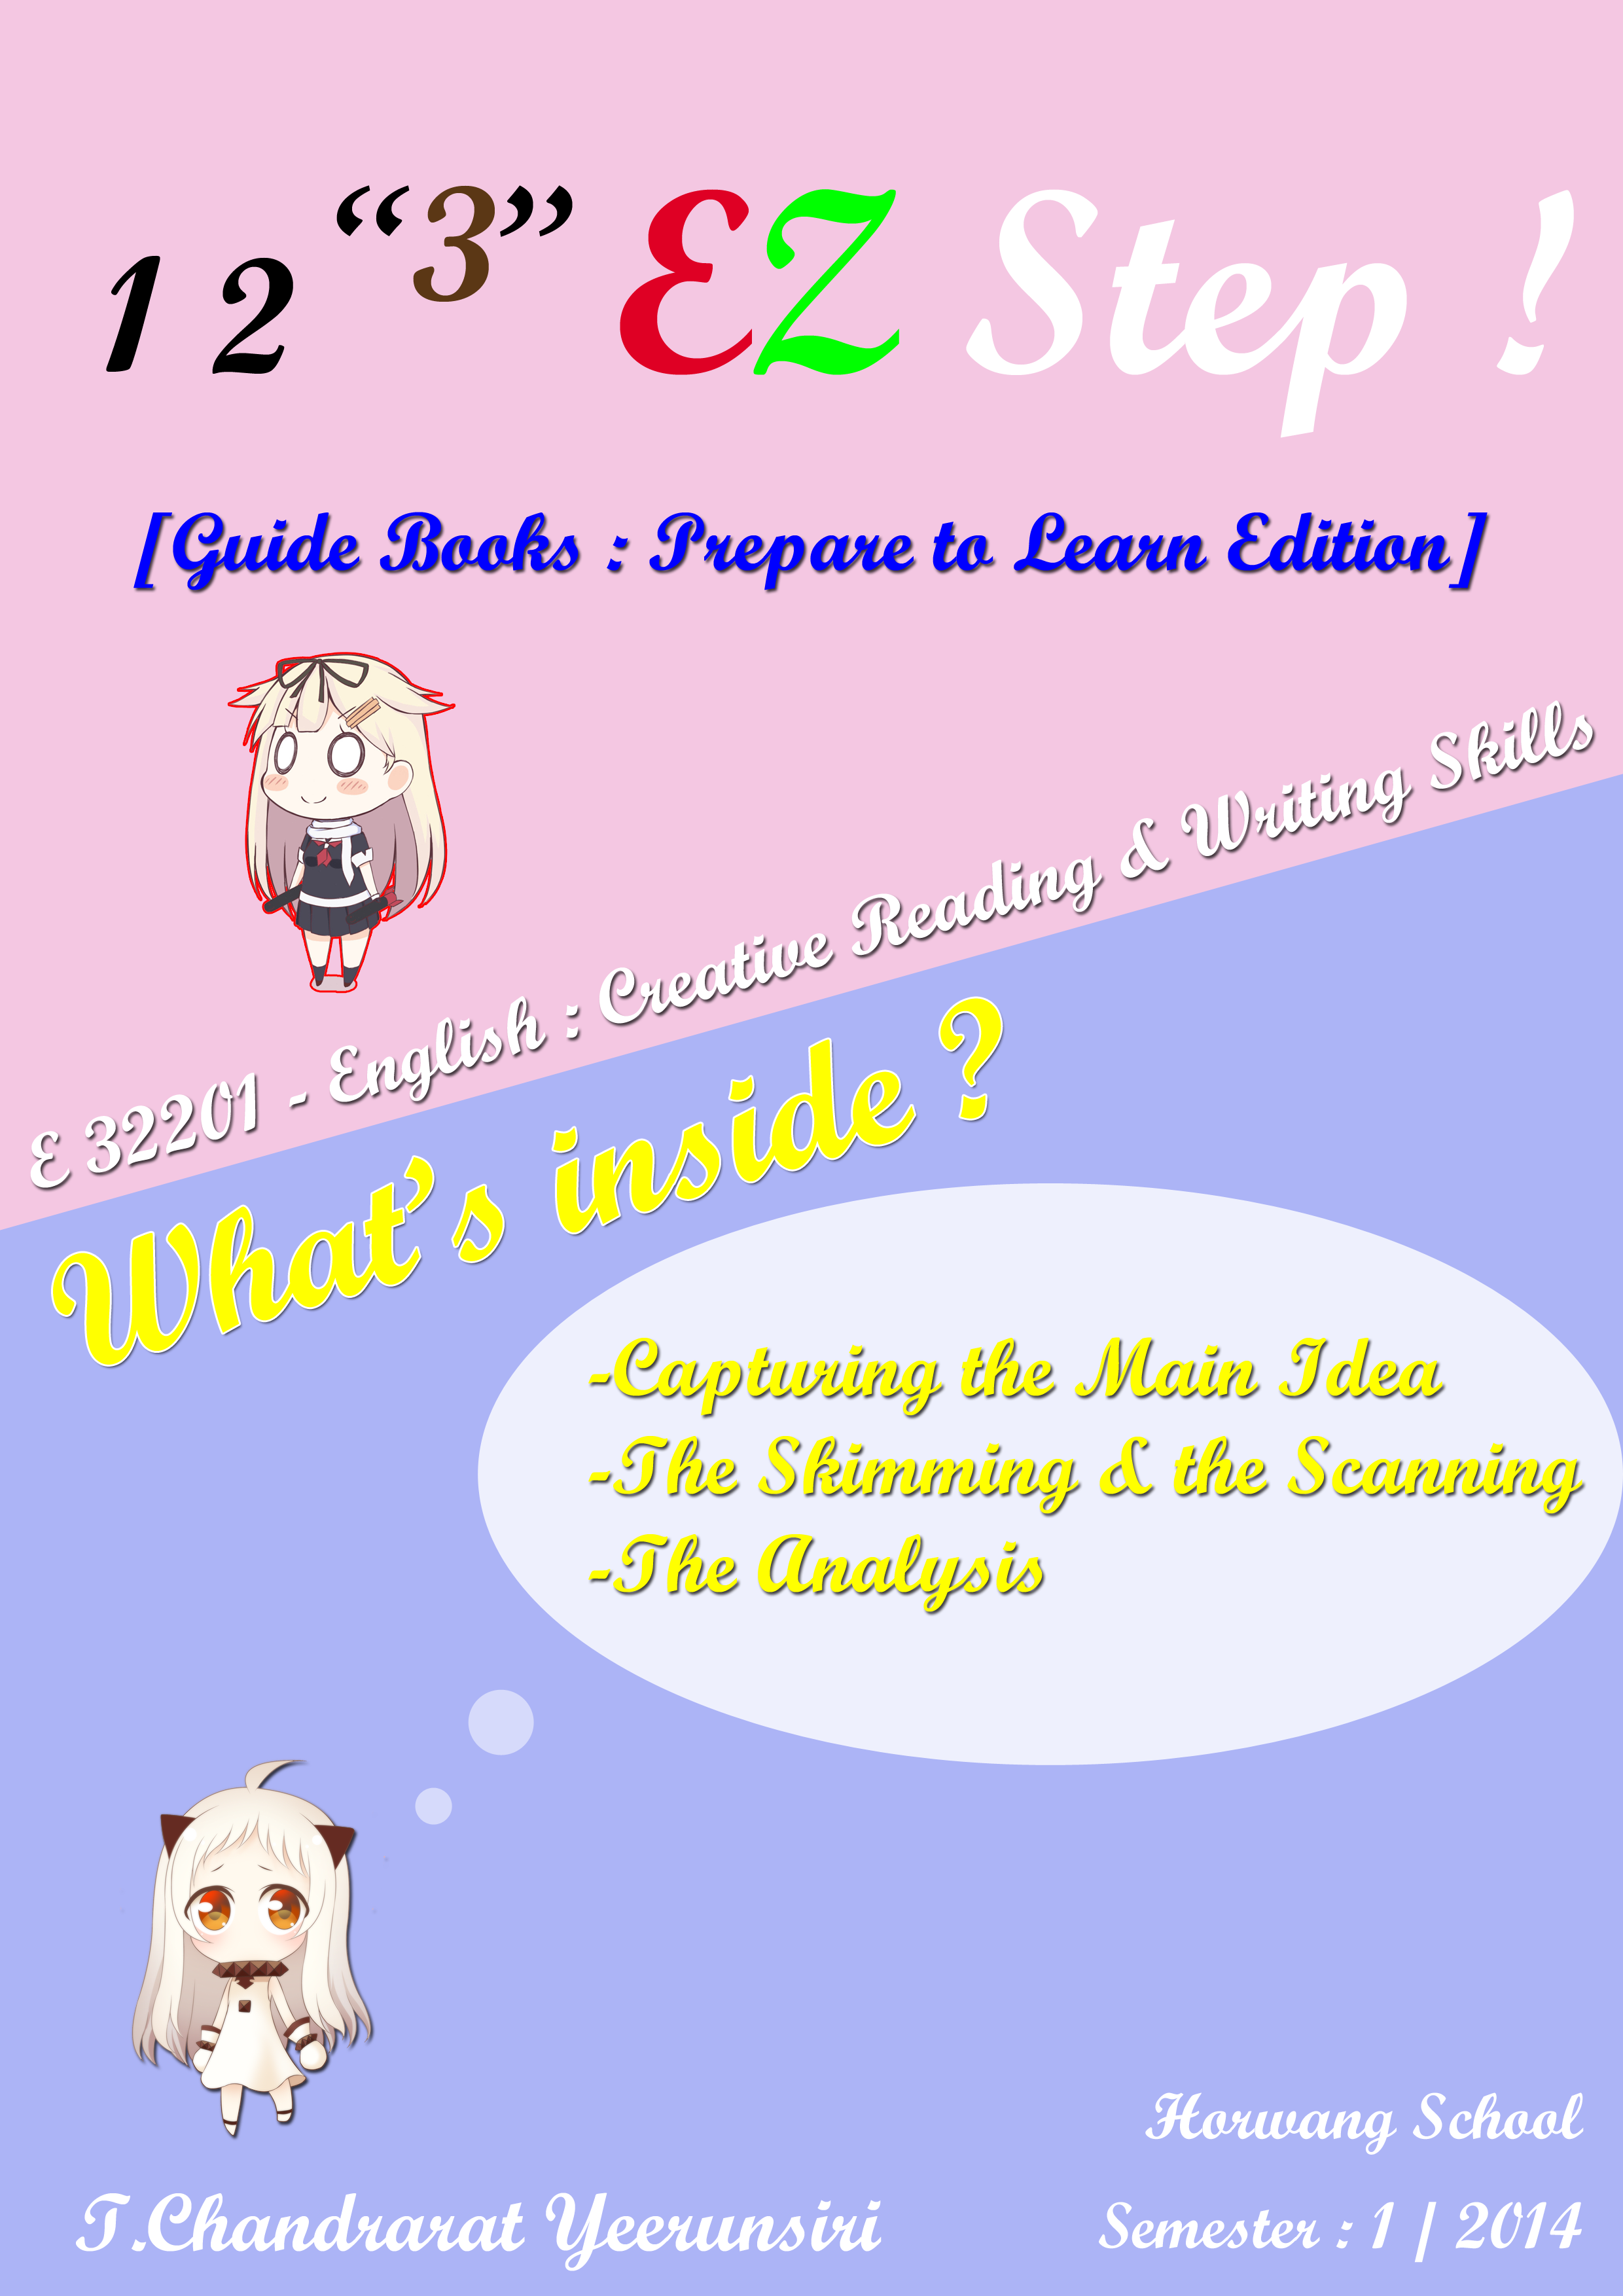 1 2 “3” EZ Step !
[Guide Books : Prepare to Learn Edition]
E 32201 - English : Creative Reading & Writing Skills
What’s inside ?
-Capturing the Main Idea
-The Skimming & the Scanning
-The Analysis
Horwang School
T.Chandrarat Yeerunsiri
Semester : 1 | 2014